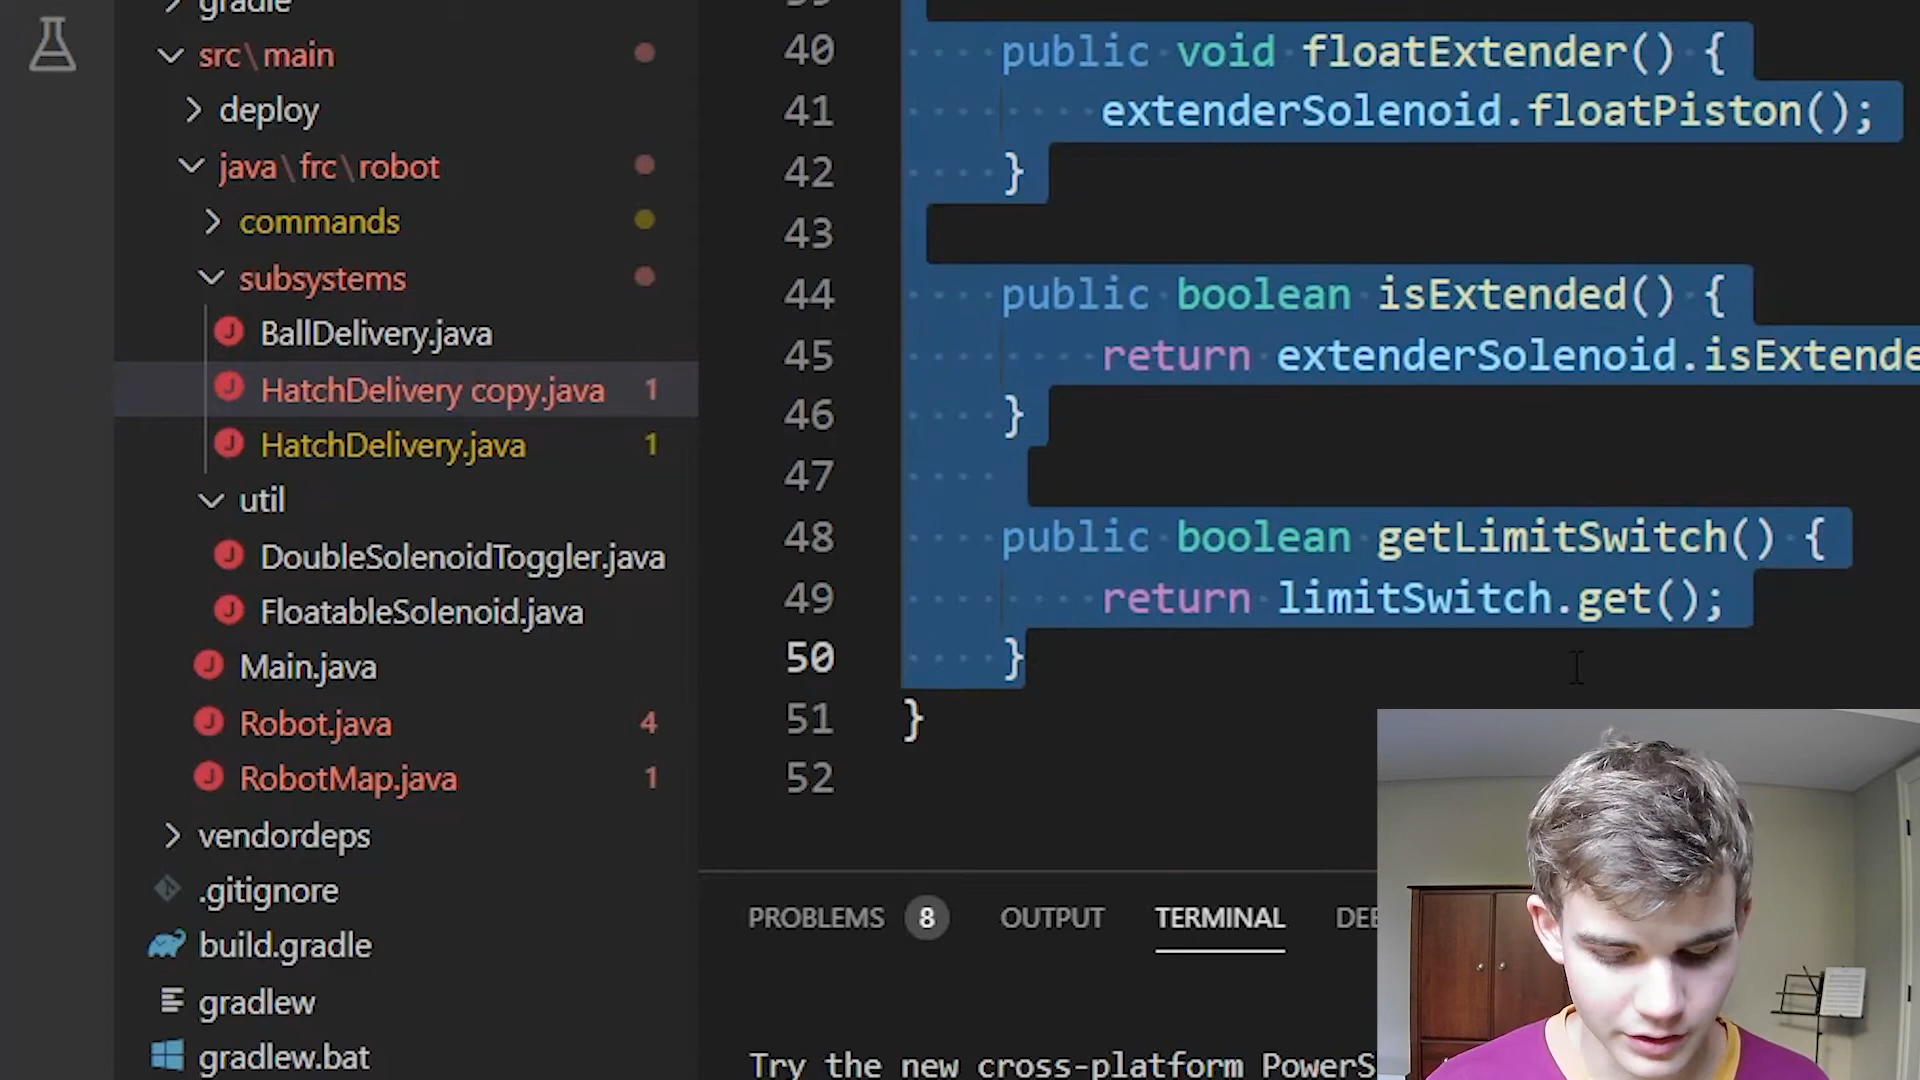 gradle
src\main
deploy
java\frc\robot
commands
subsystems
BallDelivery.java
HatchDelivery copy.java 1
HatchDelivery.java 1
util
DoubleSolenoidToggler.java
FloatableSolenoid.java
Main.java
Robot.java 4
RobotMap.java 1
vendordeps
.gitignore
build.gradle
gradlew
gradlew.bat
39
40 public void floatExtender() {
41 extenderSolenoid.floatPiston();
42 }
43
44 public boolean isExtended() {
45 return extenderSolenoid.isExtende
46 }
47
48 public boolean getLimitSwitch() {
49 return limitSwitch.get();
50 }
51 }
52
PROBLEMS 8 OUTPUT TERMINAL DE
Try the new cross-platform PowerS